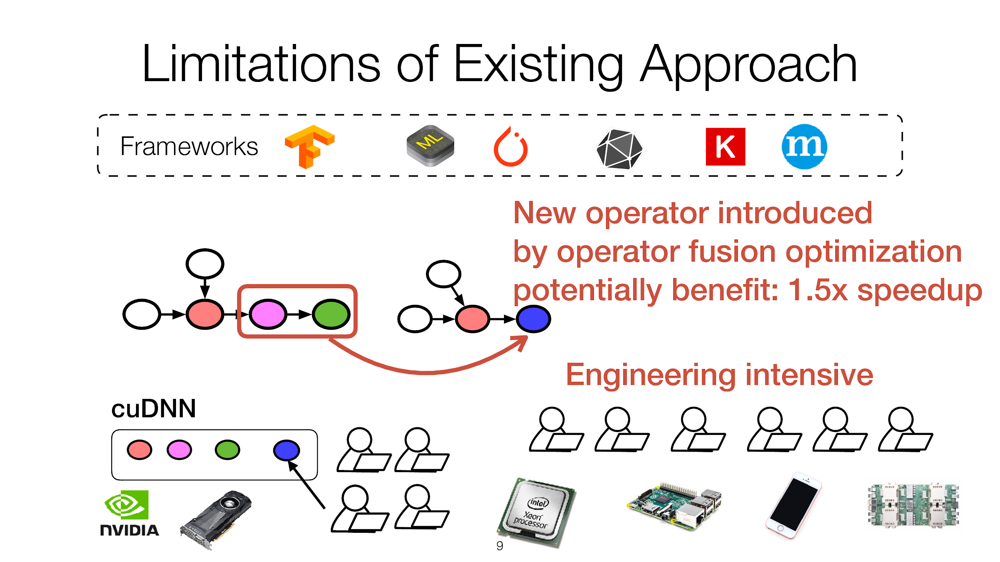 Limitations of Existing Approach
Frameworks
ML
K
m
New operator introduced
by operator fusion optimization
potentially benefit: 1.5x speedup
Engineering intensive
cuDNN
nVIDIA
TITAN X
intel
Xeon
processor
9